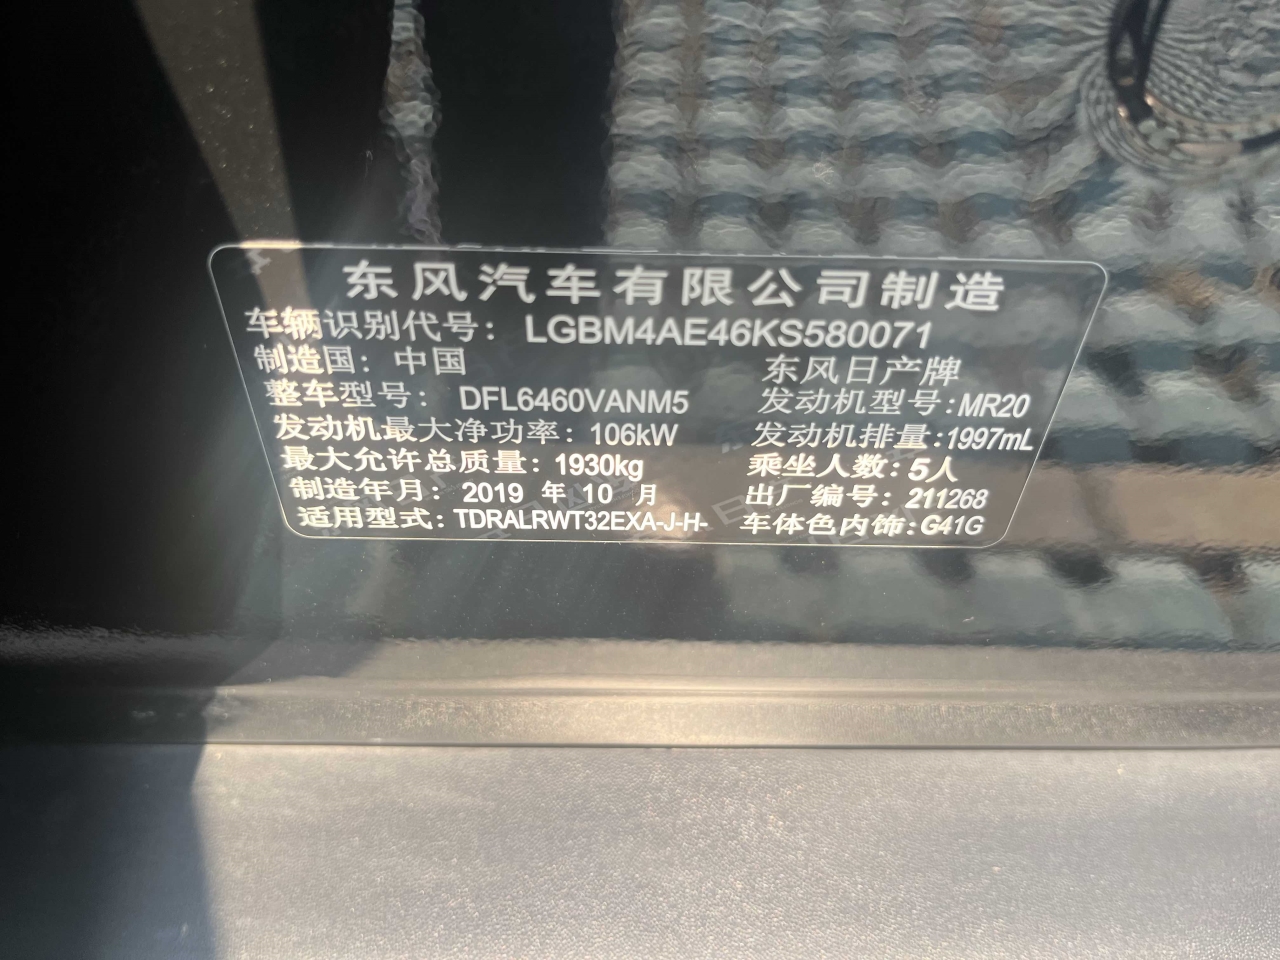 东风汽车有限公司制造
车辆识别代号: LGBM4AE46KS580071
制造国: 中国 东风日产牌
整车型号: DFL6460VANM5 发动机型号:MR20
发动机最大净功率: 106kW 发动机排量:1997mL
最大允许总质量: 1930kg 乘坐人数: 5人
制造年月: 2019 年 10 月 出厂编号: 211268
适用型式: TDRALRWT32EXA-J-H- 车体色内饰:G41G